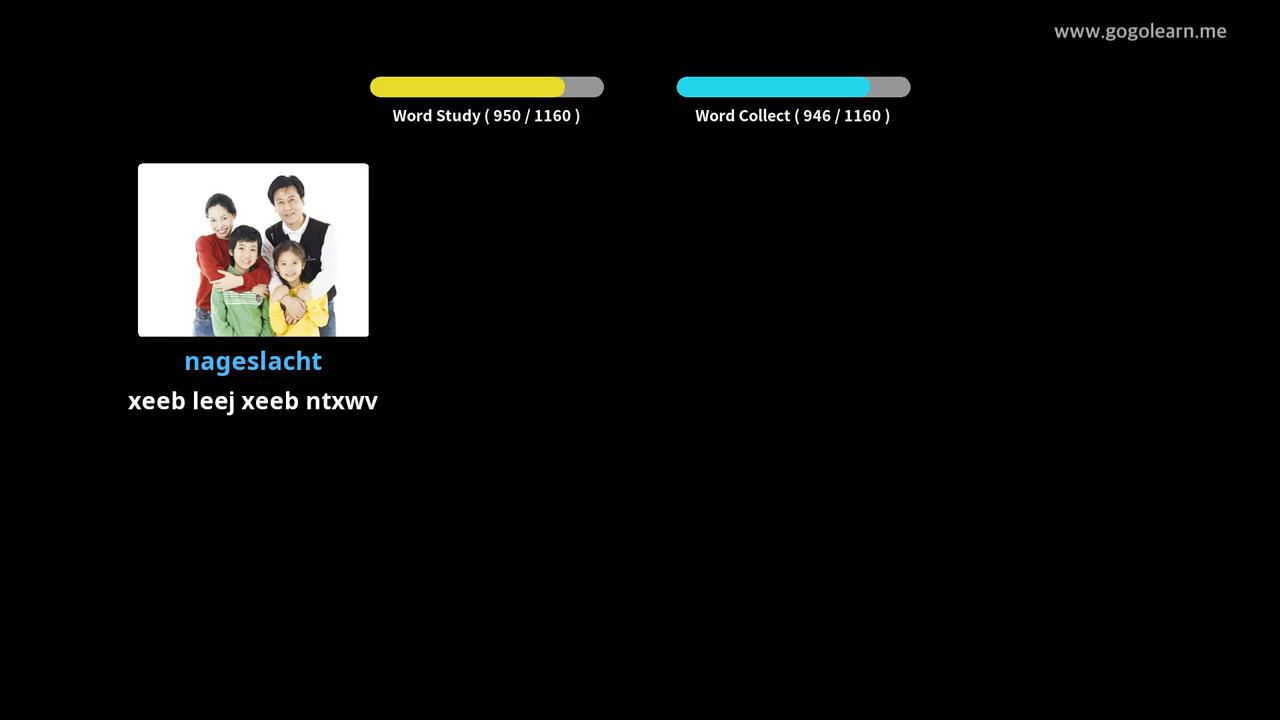 www.gogolearn.me
Word Study ( 950 / 1160 )
Word Collect ( 946 / 1160 )
nageslacht
xeeb leej xeeb ntxwv